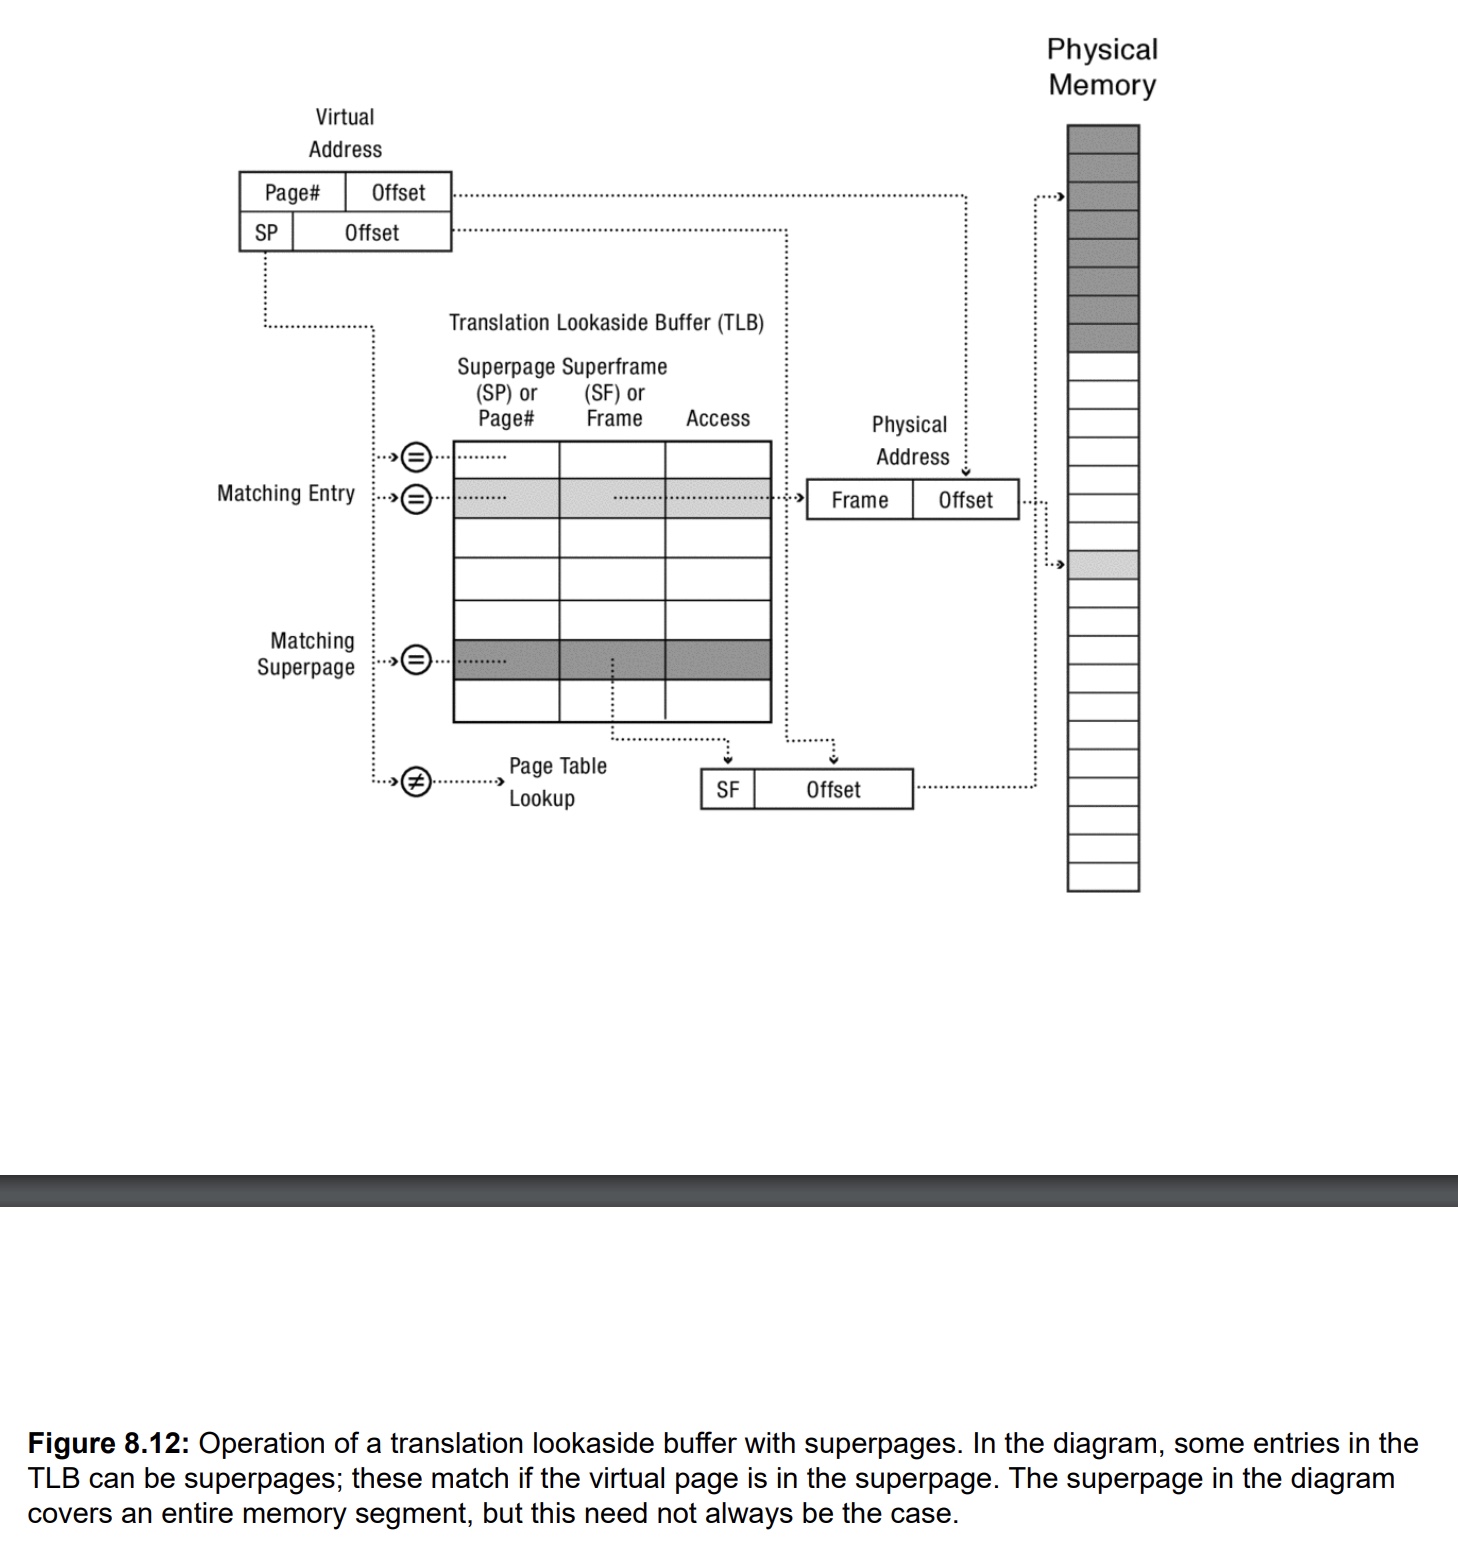 Physical
Memory
Virtual
Address
Page# Offset
SP Offset
Translation Lookaside Buffer (TLB)
Superpage Superframe
(SP) or (SF) or
Page# Frame Access
Physical
Address
Matching Entry
Frame Offset
Matching
Superpage
Page Table
Lookup
SF Offset
Figure 8.12: Operation of a translation lookaside buffer with superpages. In the diagram, some entries in the
TLB can be superpages; these match if the virtual page is in the superpage. The superpage in the diagram
covers an entire memory segment, but this need not always be the case.